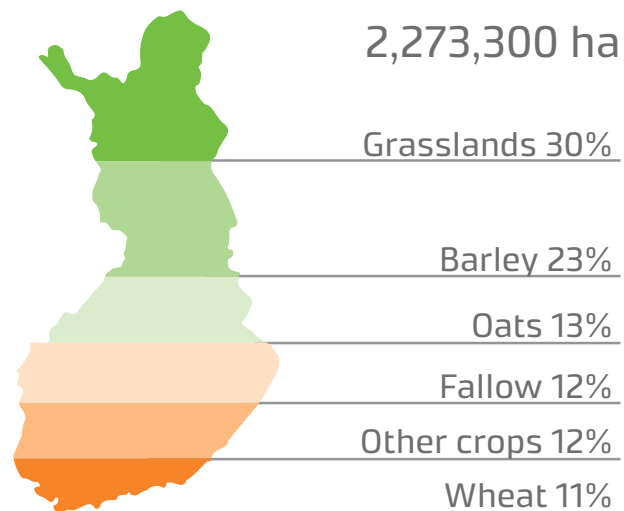 2,273,300 ha
Grasslands 30%
Barley 23%
Oats 13%
Fallow 12%
Other crops 12%
Wheat 11%